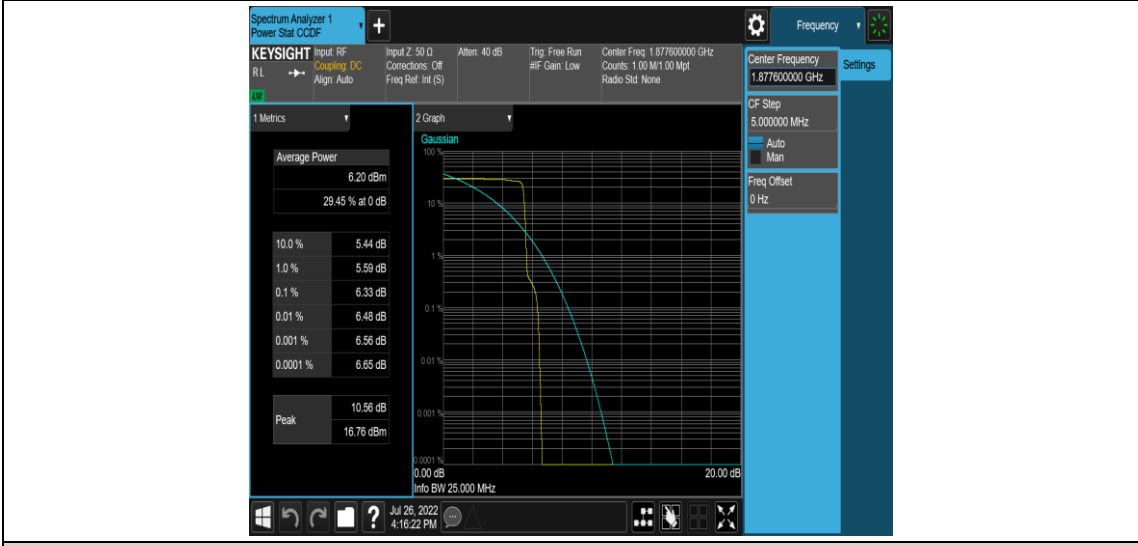 Spectrum Analyzer 1
Power Stat CCDF
Frequency
KEYSIGHT
Input: RF
Input Z: 50 Ω
Atten: 40 dB
Trig: Free Run
Center Freq: 1.877600000 GHz
RL
Coupling: DC
Corrections: Off
#IF Gain: Low
Counts: 1.00 M/1.00 Mpt
Align: Auto
Freq Ref: Int (S)
Radio Std: None
Center Frequency
1.877600000 GHz
Settings
CF Step
5.000000 MHz
Auto
Man
Freq Offset
0 Hz
1 Metrics
Average Power
6.20 dBm
29.45 % at 0 dB
10.0 % 5.44 dB
1.0 % 5.59 dB
0.1 % 6.33 dB
0.01 % 6.48 dB
0.001 % 6.56 dB
0.0001 % 6.65 dB
Peak
10.56 dB
16.76 dBm
2 Graph
Gaussian
100 %
10 %
1 %
0.1 %
0.01 %
0.001 %
0.0001 %
0.00 dB
20.00 dB
Info BW 25.000 MHz
?
Jul 26, 2022
4:16:22 PM